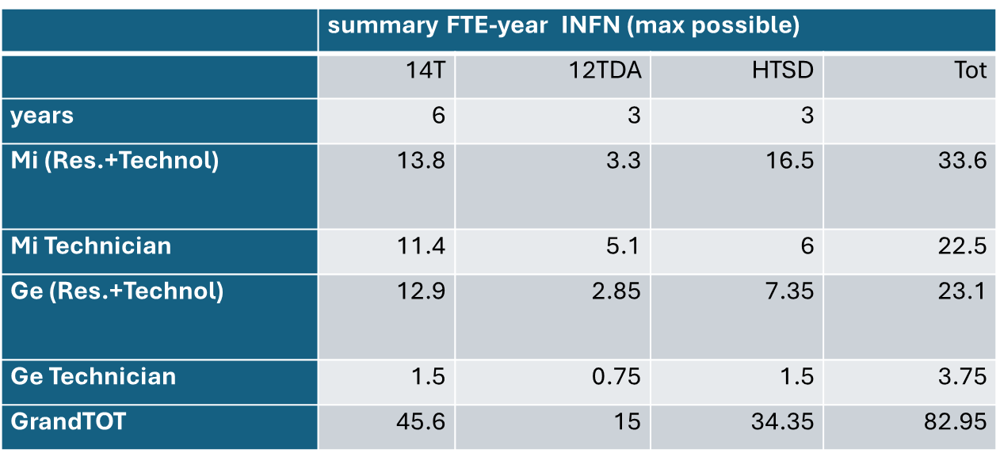 summary FTE-year INFN (max possible)
14T 12TDA HTSD Tot
years 6 3 3
Mi (Res.+Technol) 13.8 3.3 16.5 33.6
Mi Technician 11.4 5.1 6 22.5
Ge (Res.+Technol) 12.9 2.85 7.35 23.1
Ge Technician 1.5 0.75 1.5 3.75
GrandTOT 45.6 15 34.35 82.95